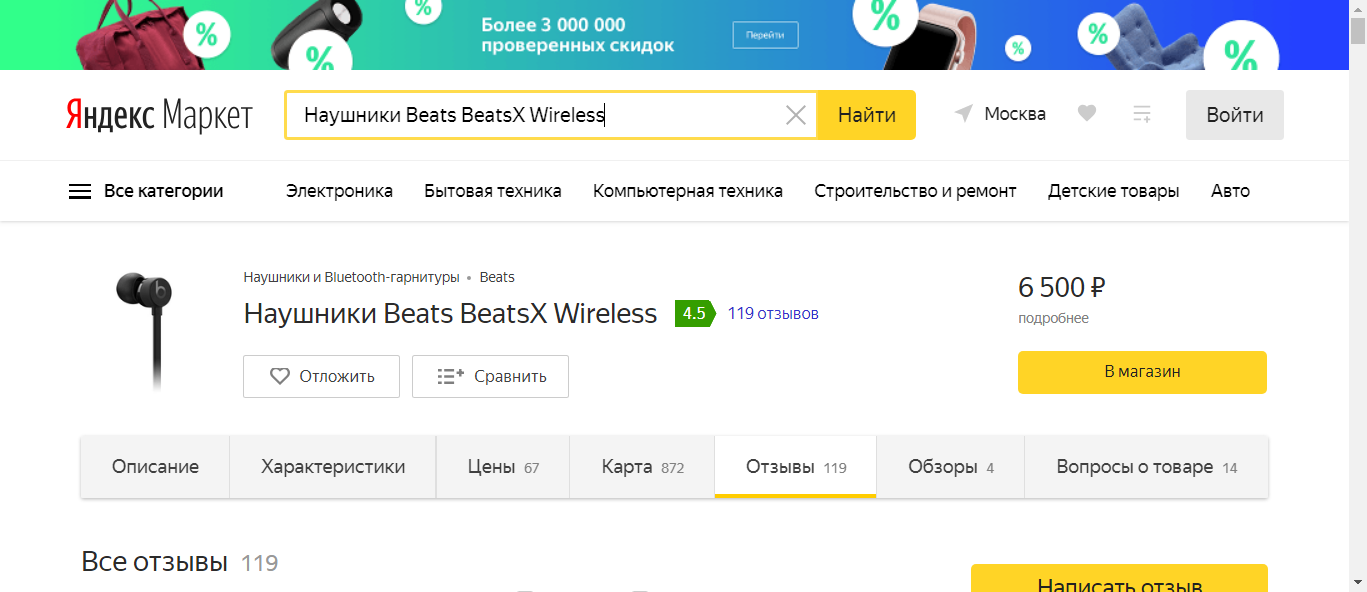 Более 3 000 000
проверенных скидок
Перейти
%
%
%
%
%
%
%
Яндекс Маркет
Наушники Beats BeatsX Wireless
Найти
Москва
Войти
Все категории
Электроника
Бытовая техника
Компьютерная техника
Строительство и ремонт
Детские товары
Авто
Наушники и Bluetooth-гарнитуры • Beats
Наушники Beats BeatsX Wireless 4.5 119 отзывов
Отложить
Сравнить
6 500 ₽
подробнее
В магазин
Описание
Характеристики
Цены 67
Карта 872
Отзывы 119
Обзоры 4
Вопросы о товаре 14
Все отзывы 119
Написать отзыв